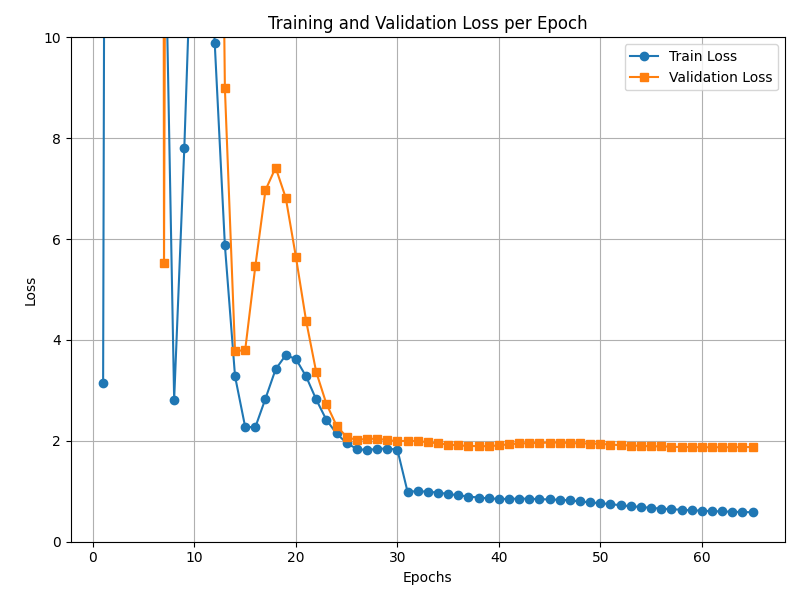 Training and Validation Loss per Epoch
Train Loss
Validation Loss
10
8
6
4
2
0
Loss
0 10 20 30 40 50 60
Epochs